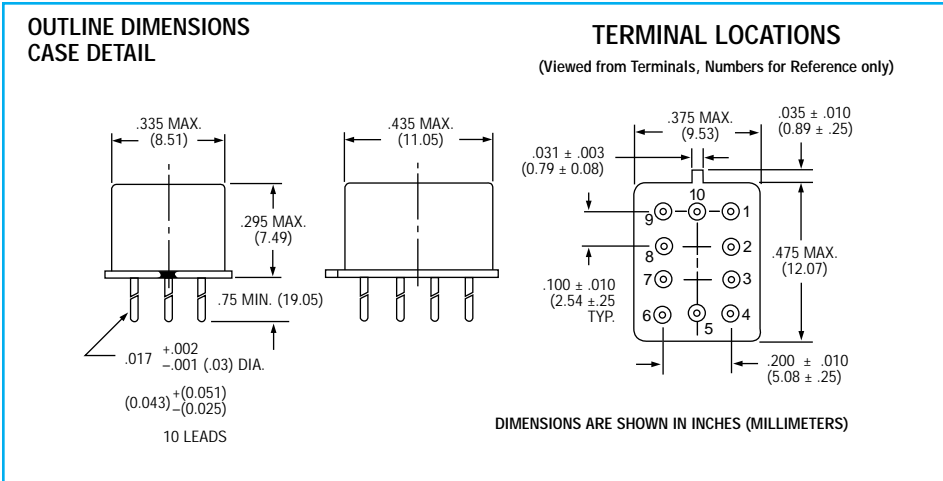 OUTLINE DIMENSIONS
CASE DETAIL
TERMINAL LOCATIONS
(Viewed from Terminals, Numbers for Reference only)
.335 MAX.
(8.51)
.435 MAX.
(11.05)
.295 MAX.
(7.49)
.75 MIN. (19.05)
.017 +.002
–.001 (.03) DIA.
(0.043) +(0.051)
–(0.025)
10 LEADS
.375 MAX.
(9.53)
.035 ± .010
(0.89 ± .25)
.031 ± .003
(0.79 ± 0.08)
10
9
1
8
2
7
3
6
5
4
.475 MAX.
(12.07)
.100 ± .010
(2.54 ±.25
TYP.
.200 ± .010
(5.08 ± .25)
DIMENSIONS ARE SHOWN IN INCHES (MILLIMETERS)